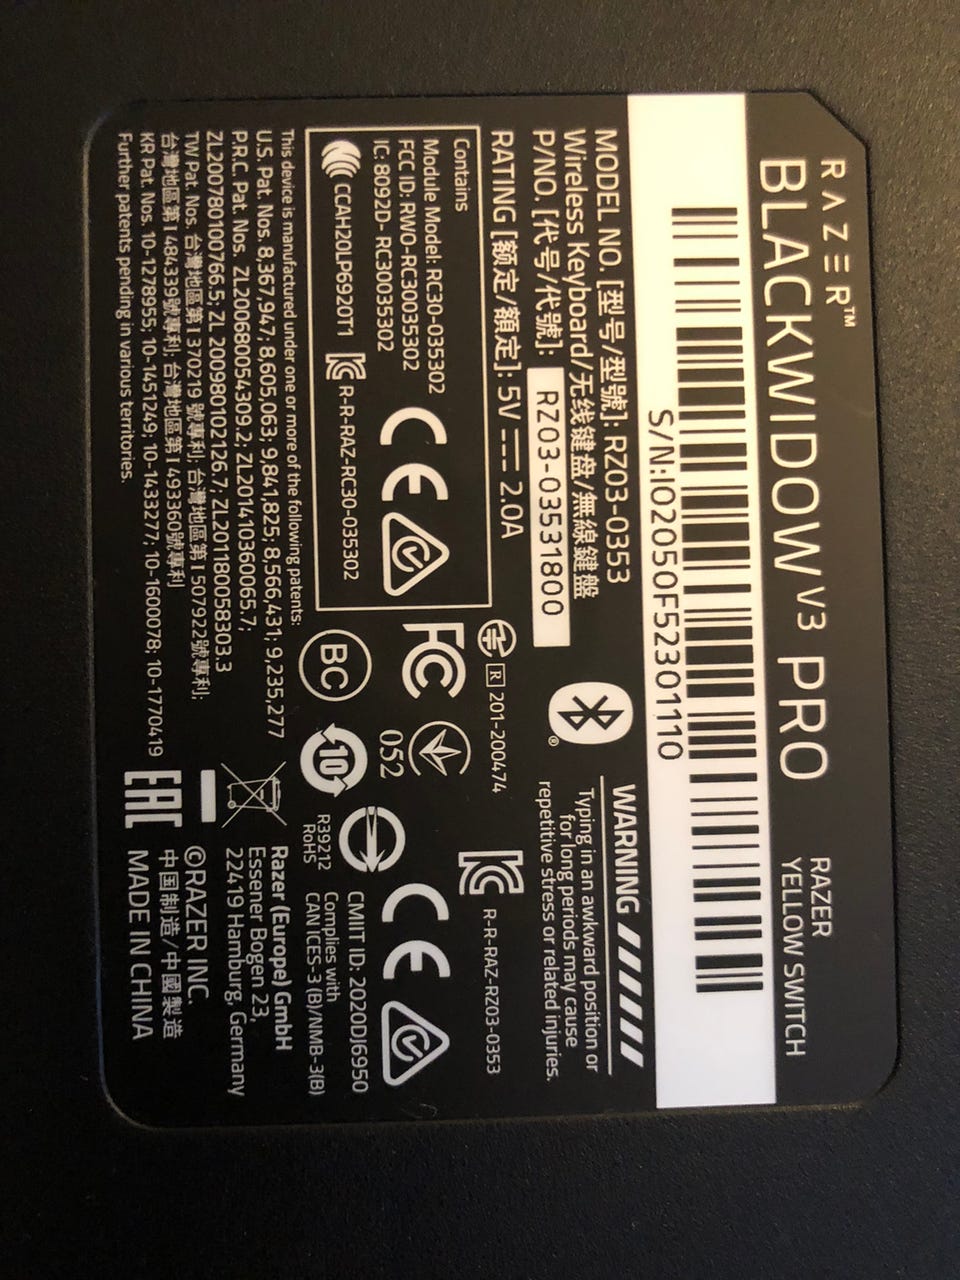 RAZER™
BLACKWIDOW V3 PRO
RAZER
YELLOW SWITCH
S/N:IO2050F52301110
MODEL NO. [型号/型號]: RZ03-0353
Wireless Keyboard/无线键盘/無線鍵盤
P/NO. [代号/代號]: RZ03-03531800
RATING [额定/額定]: 5V ⎓ 2.0A
WARNING
Typing in an awkward position or
for long periods may cause
repetitive stress or related injuries.
Contains
Module Model: RC30-035302
FCC ID: RWO-RC30035302
IC: 8092D- RC30035302
CCAH20LP6920T1
R-R-RAZ-RC30-035302
CE
R 201-200474
FC
052
BC
10
R-R-RAZ-RZ03-0353
CE
R39212
RoHS
CMIT ID: 2020DJ6950
Complies with
CAN ICES-3 (B)/NMB-3(B)
This device is manufactured under one or more of the following patents:
U.S. Pat. Nos. 8,367,947; 8,605,063; 9,841,825; 8,566,431; 9,235,277
P.R.C. Pat. Nos. ZL200680054309.2; ZL201410360065.7;
ZL200780100766.5; ZL 200980102126.7; ZL201180058303.3
TW Pat. Nos. 台灣地區第 I 370219 號專利; 台灣地區第 I 507922號專利;
台灣地區第 I 484339號專利; 台灣地區第 I 493360號專利
KR Pat. Nos. 10-1278955; 10-1451249; 10-1433277; 10-1600078; 10-1770419
Further patents pending in various territories.
Razer (Europe) GmbH
Essener Bogen 23,
22419 Hamburg, Germany
EAC
©RAZER INC.
中国制造/中國製造
MADE IN CHINA